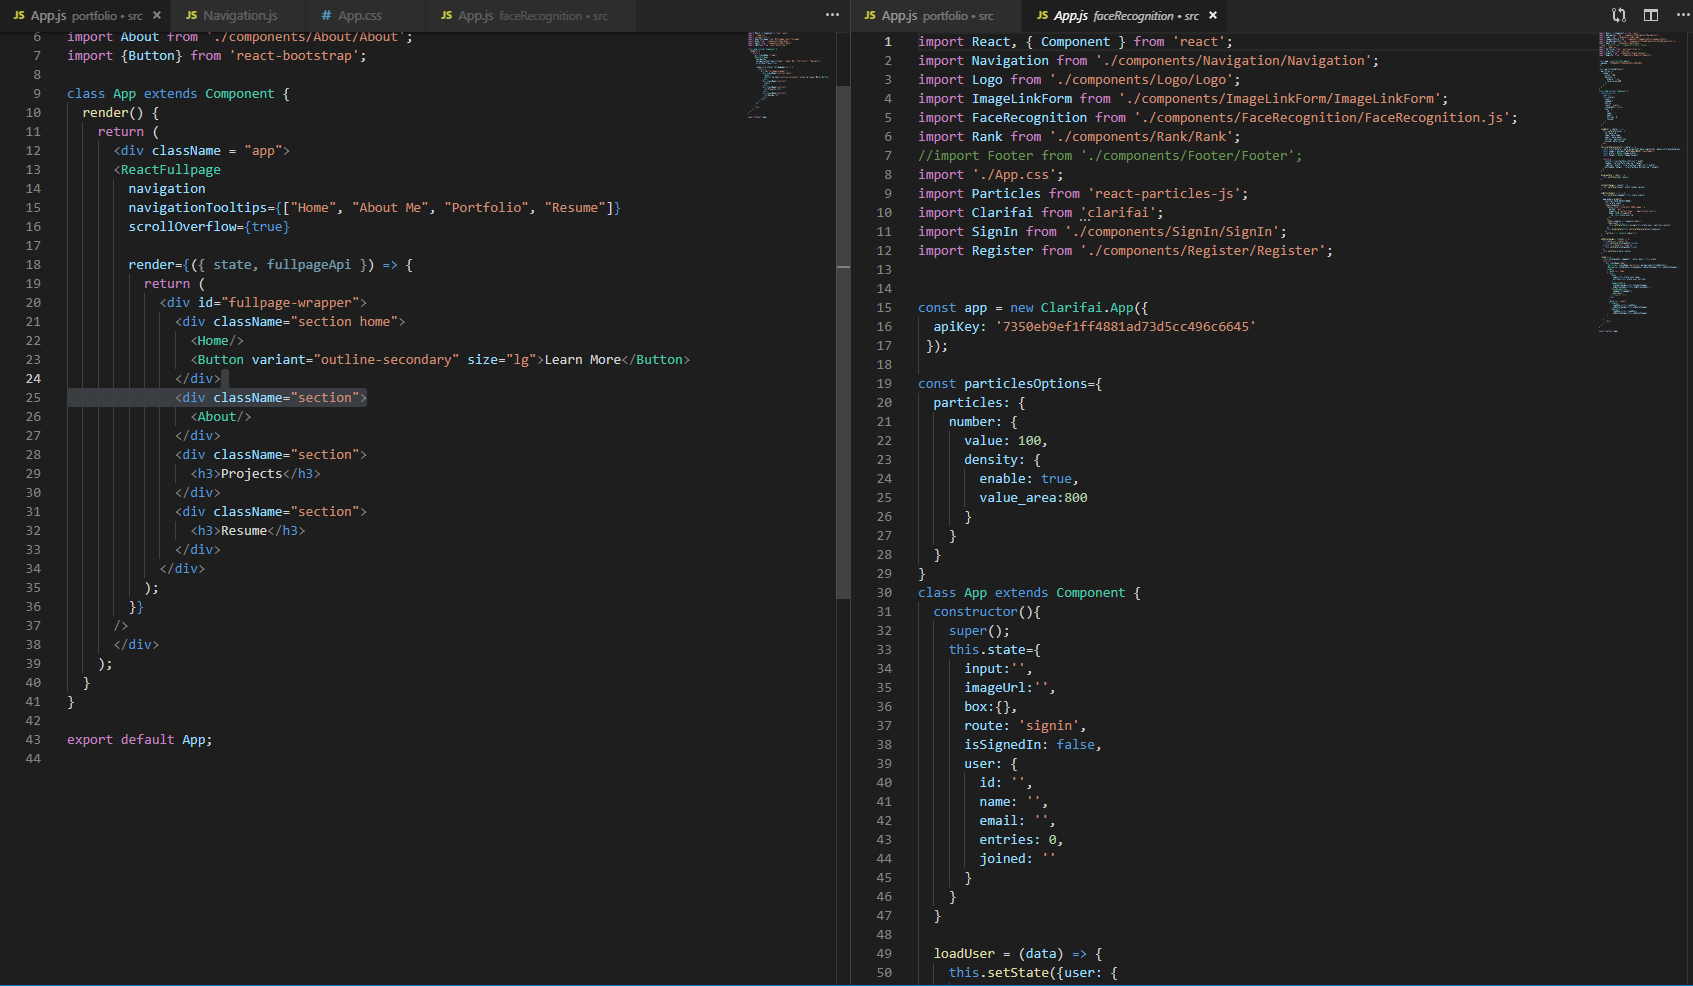 JS App.js portfolio • src × JS Navigation.js # App.css JS App.js faceRecognition • src ···
6 import About from './components/About/About';
7 import {Button} from 'react-bootstrap';
8
9 class App extends Component {
10 render() {
11 return (
12 <div className = "app">
13 <ReactFullpage
14 navigation
15 navigationTooltips={["Home", "About Me", "Portfolio", "Resume"]}
16 scrollOverflow={true}
17
18 render={({ state, fullpageApi }) => {
19 return (
20 <div id="fullpage-wrapper">
21 <div className="section home">
22 <Home/>
23 <Button variant="outline-secondary" size="lg">Learn More</Button>
24 </div>
25 <div className="section">
26 <About/>
27 </div>
28 <div className="section">
29 <h3>Projects</h3>
30 </div>
31 <div className="section">
32 <h3>Resume</h3>
33 </div>
34 </div>
35 );
36 }}
37 />
38 </div>
39 );
40 }
41 }
42
43 export default App;
44
JS App.js portfolio • src JS App.js faceRecognition • src × ···
1 import React, { Component } from 'react';
2 import Navigation from './components/Navigation/Navigation';
3 import Logo from './components/Logo/Logo';
4 import ImageLinkForm from './components/ImageLinkForm/ImageLinkForm';
5 import FaceRecognition from './components/FaceRecognition/FaceRecognition.js';
6 import Rank from './components/Rank/Rank';
7 //import Footer from './components/Footer/Footer';
8 import './App.css';
9 import Particles from 'react-particles-js';
10 import Clarifai from 'clarifai';
11 import SignIn from './components/SignIn/SignIn';
12 import Register from './components/Register/Register';
13
14
15 const app = new Clarifai.App({
16 apiKey: '7350eb9ef1ff4881ad73d5cc496c6645'
17 });
18
19 const particlesOptions={
20 particles: {
21 number: {
22 value: 100,
23 density: {
24 enable: true,
25 value_area:800
26 }
27 }
28 }
29 }
30 class App extends Component {
31 constructor(){
32 super();
33 this.state={
34 input:'',
35 imageUrl:'',
36 box:{},
37 route: 'signin',
38 isSignedIn: false,
39 user: {
40 id: '',
41 name: '',
42 email: '',
43 entries: 0,
44 joined: ''
45 }
46 }
47 }
48
49 loadUser = (data) => {
50 this.setState({user: {